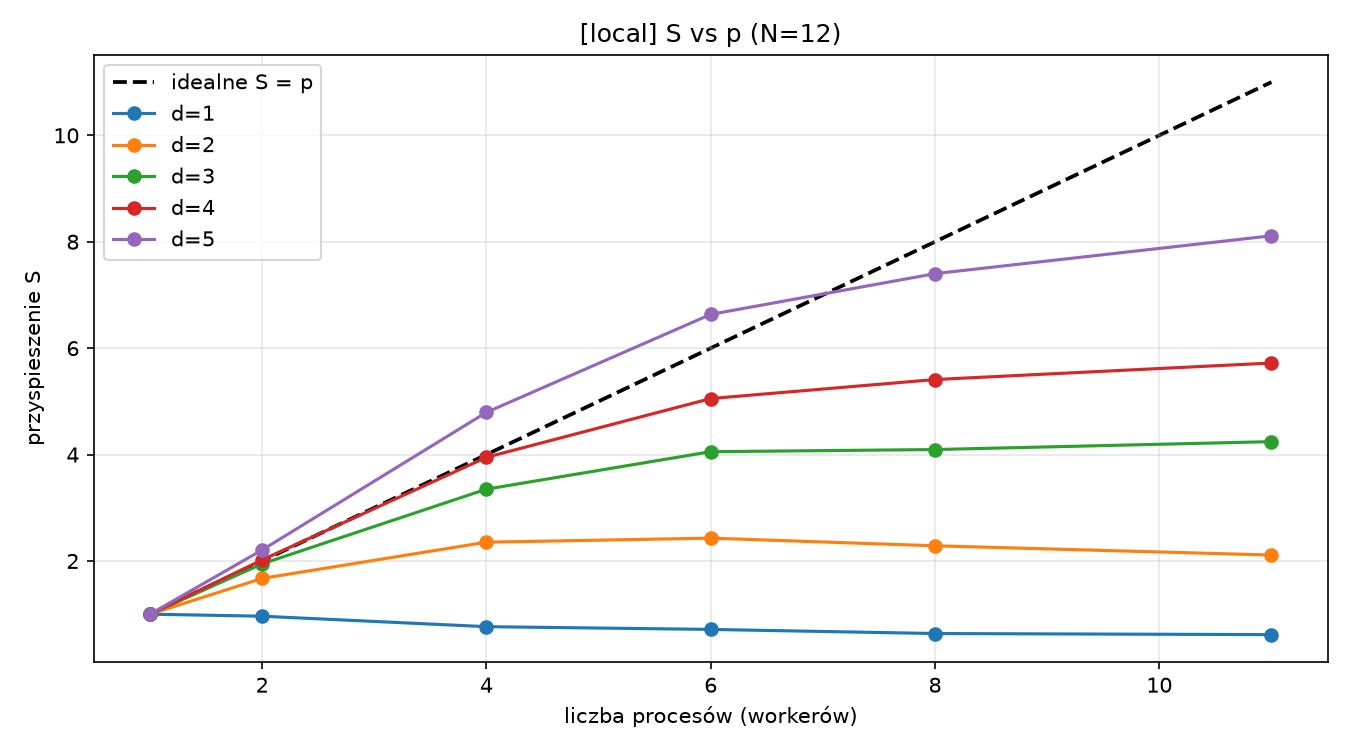 [local] S vs p (N=12)
idealne S = p
d=1
d=2
d=3
d=4
d=5
przyspieszenie S
10
8
6
4
2
2
4
6
8
10
liczba procesów (workerów)